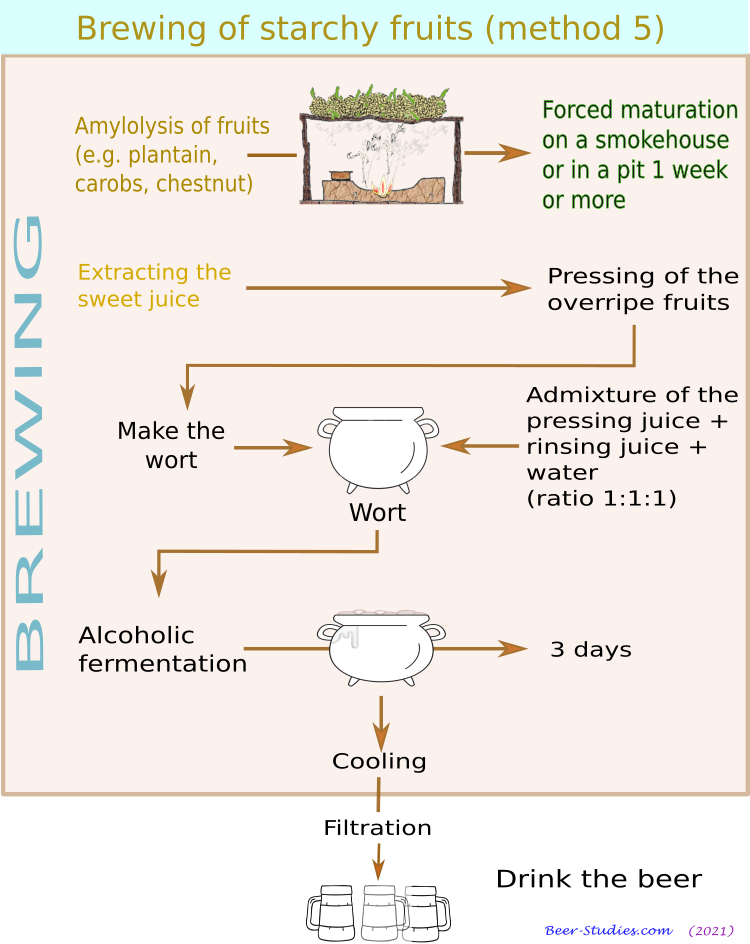 Brewing of starchy fruits (method 5)
BREWING
Amylolysis of fruits
(e.g. plantain,
carobs, chestnut)
Forced maturation
on a smokehouse
or in a pit 1 week
or more
Extracting the
sweet juice
Pressing of the
overripe fruits
Make the
wort
Wort
Admixture of the
pressing juice +
rinsing juice +
water
(ratio 1:1:1)
Alcoholic
fermentation
3 days
Cooling
Filtration
Drink the beer
Beer-Studies.com (2021)